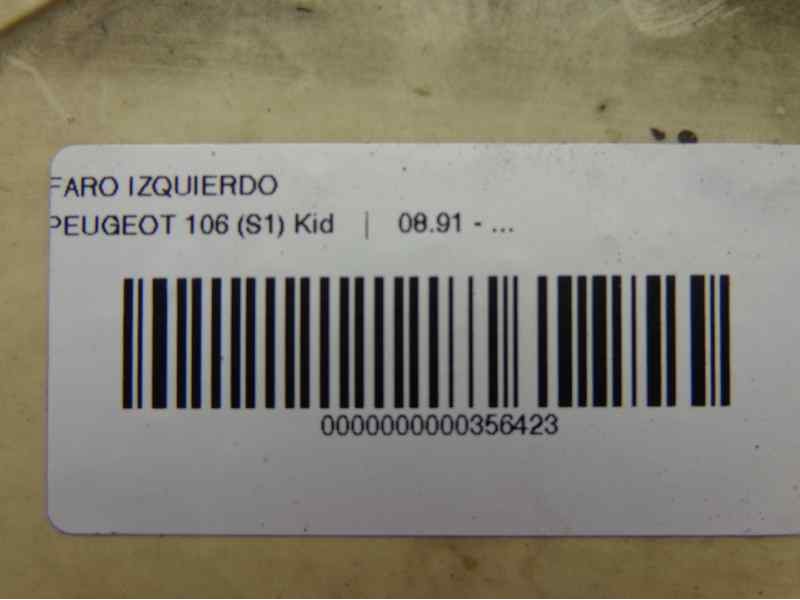 FARO IZQUIERDO
PEUGEOT 106 (S1) Kid | 08.91 - ...
0000000000356423